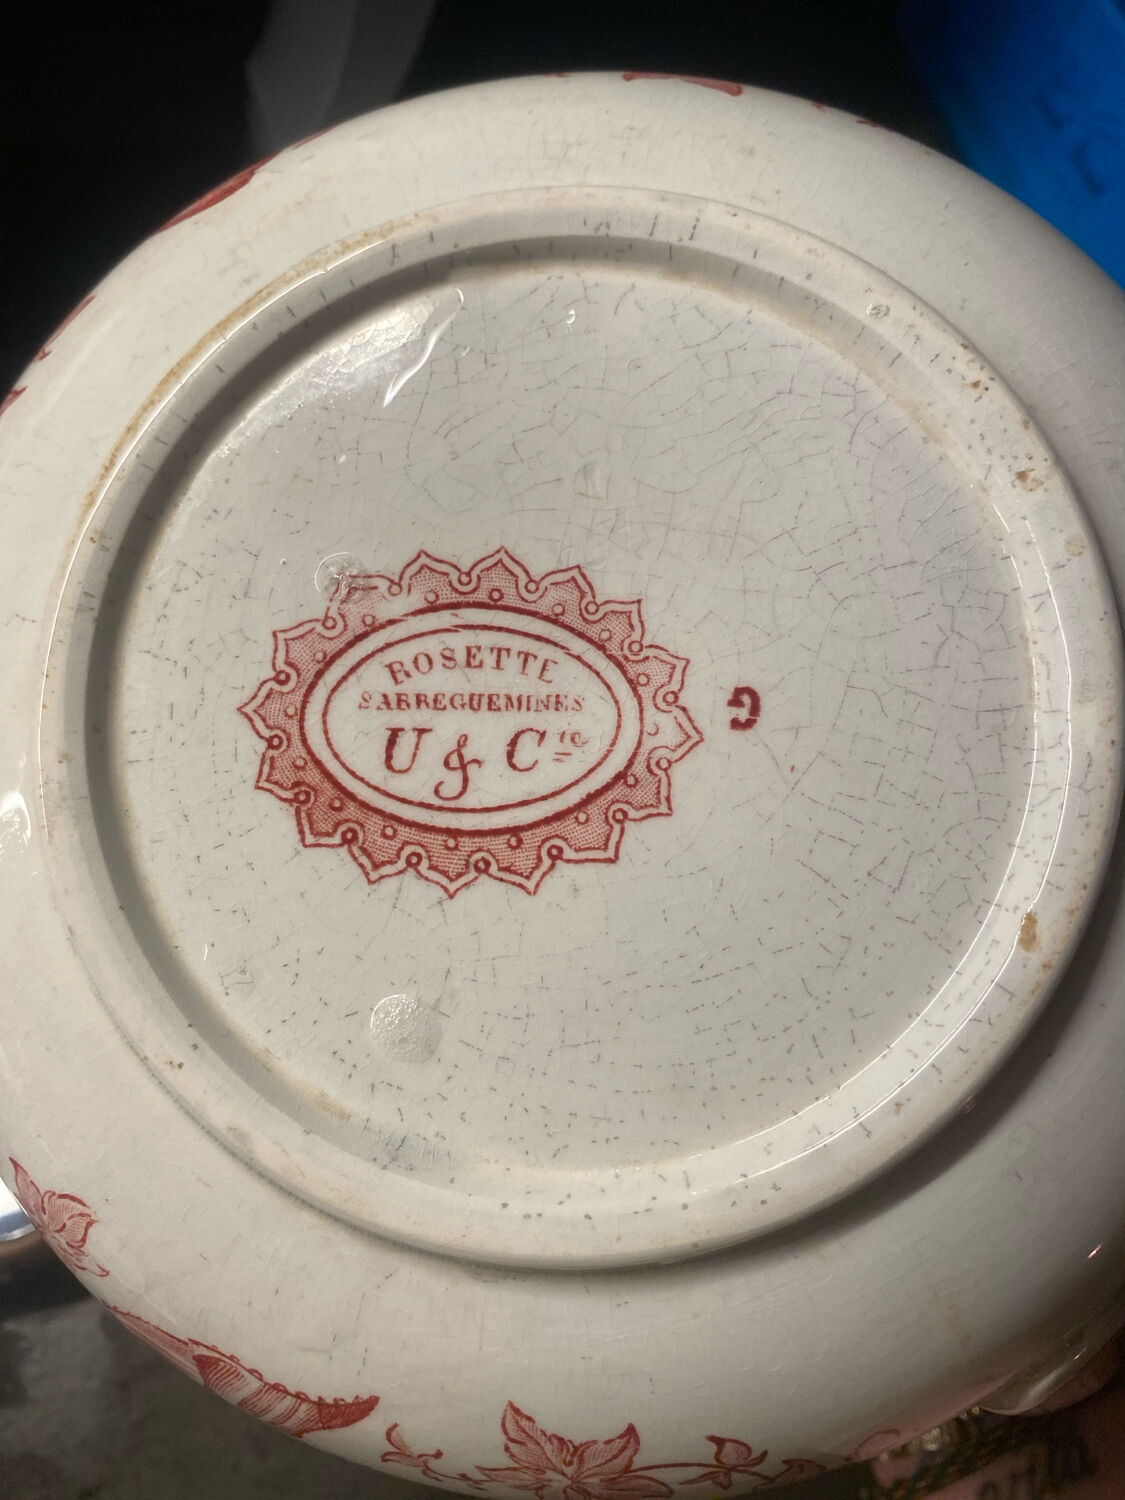 ROSETTE
SARREGUEMINES
U & Cie
G